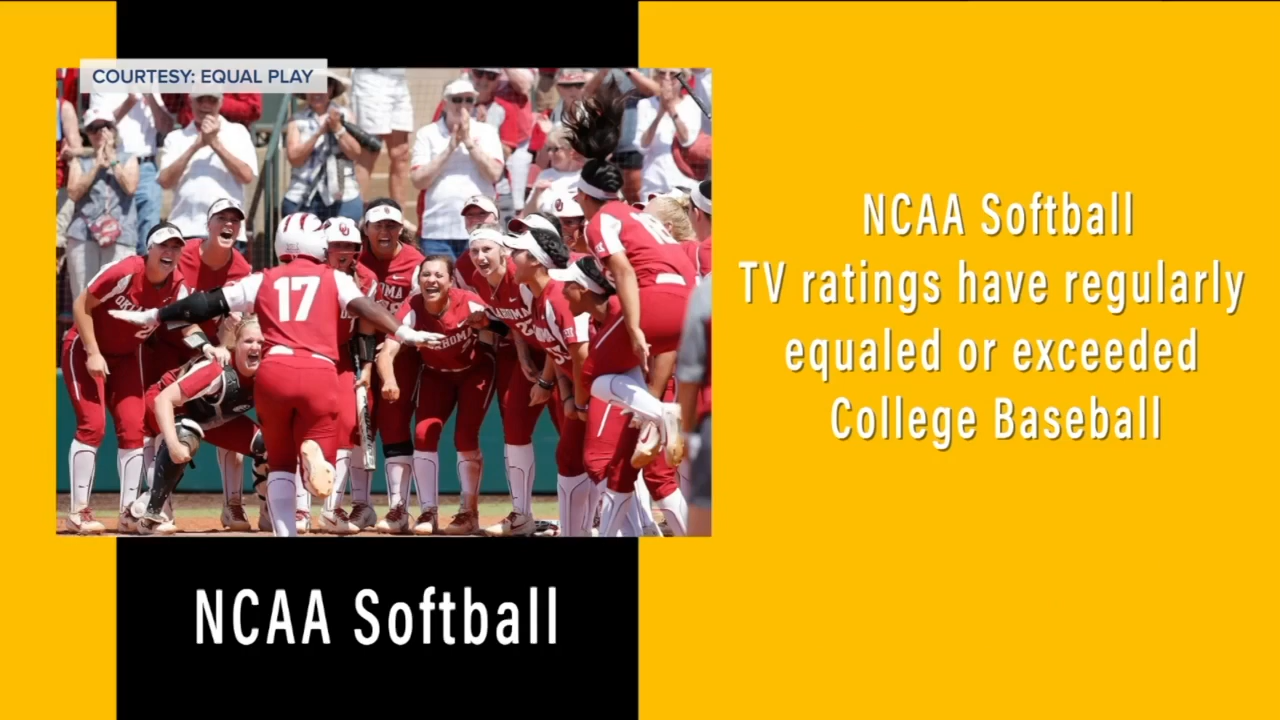 COURTESY: EQUAL PLAY
17
NCAA Softball
NCAA Softball
TV ratings have regularly
equaled or exceeded
College Baseball